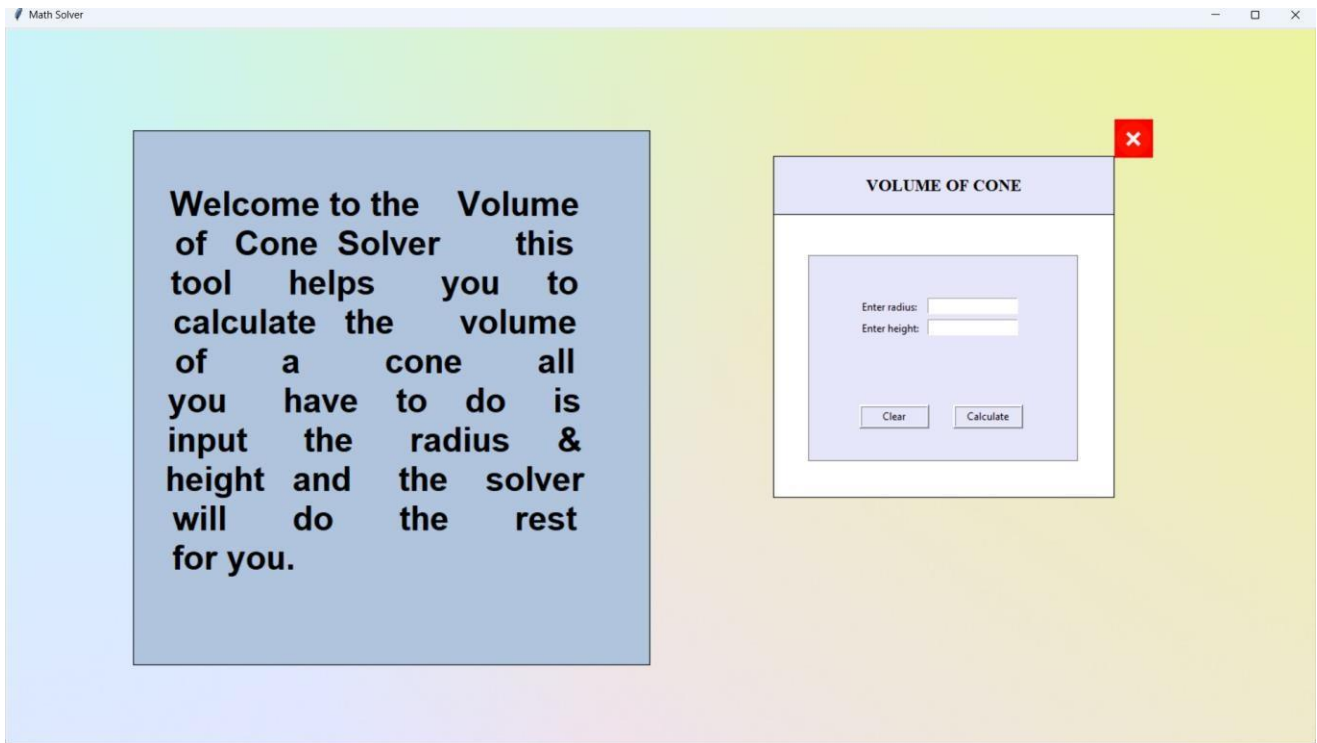 Math Solver
Welcome to the Volume
of Cone Solver this
tool helps you to
calculate the volume
of a cone all
you have to do is
input the radius &
height and the solver
will do the rest
for you.
VOLUME OF CONE
Enter radius:
Enter height:
Clear Calculate